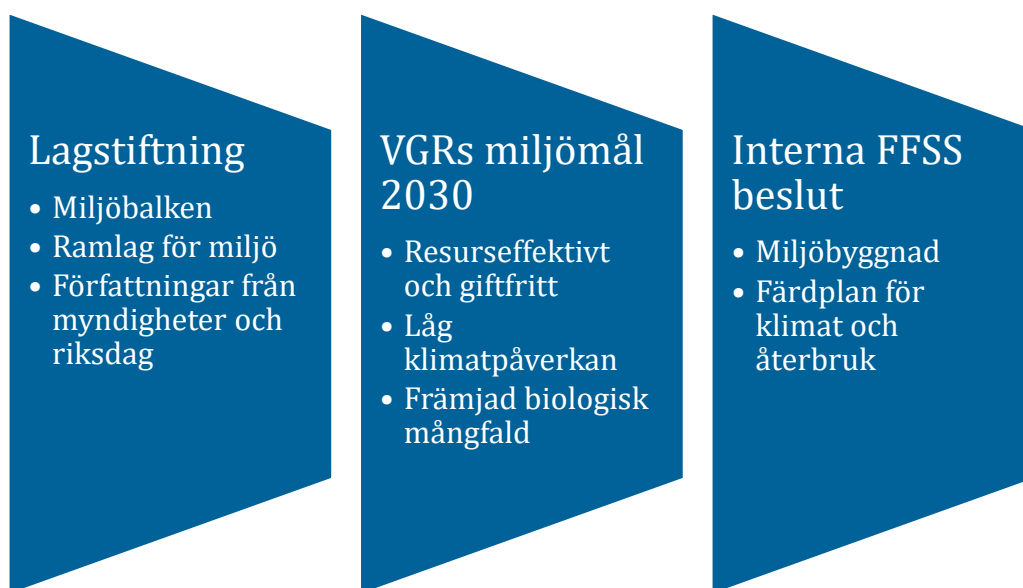 Lagstiftning
• Miljöbalken
• Ramlag för miljö
• Författningar från
myndigheter och
riksdag
VGRs miljömål
2030
• Resurseffektivt
och giftfritt
• Låg
klimatpåverkan
• Främjad biologisk
mångfald
Interna FFSS
beslut
• Miljöbyggnad
• Färdplan för
klimat och
återbruk